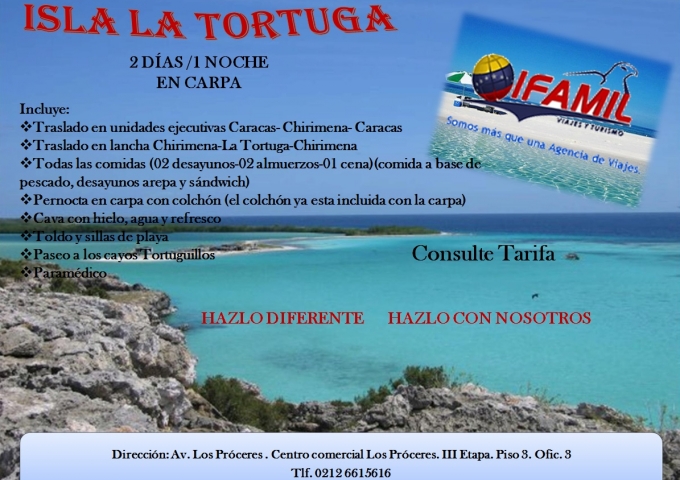 ISLA LA TORTUGA
2 DÍAS /1 NOCHE
EN CARPA
IFAMIL
VIAJES Y TURISMO
Somos más que una Agencia de Viajes.
Incluye:
❖Traslado en unidades ejecutivas Caracas- Chirimena- Caracas
❖Traslado en lancha Chirimena-La Tortuga-Chirimena
❖Todas las comidas (02 desayunos-02 almuerzos-01 cena)(comida a base de
pescado, desayunos arepa y sándwich)
❖Pernocta en carpa con colchón (el colchón ya esta incluida con la carpa)
❖Cava con hielo, agua y refresco
❖Toldo y sillas de playa
❖Paseo a los cayos Tortuguillos
❖Paramédico
Consulte Tarifa
HAZLO DIFERENTE HAZLO CON NOSOTROS
Dirección: Av. Los Próceres . Centro comercial Los Próceres. III Etapa. Piso 3. Ofic. 3
Tlf. 0212 6615616